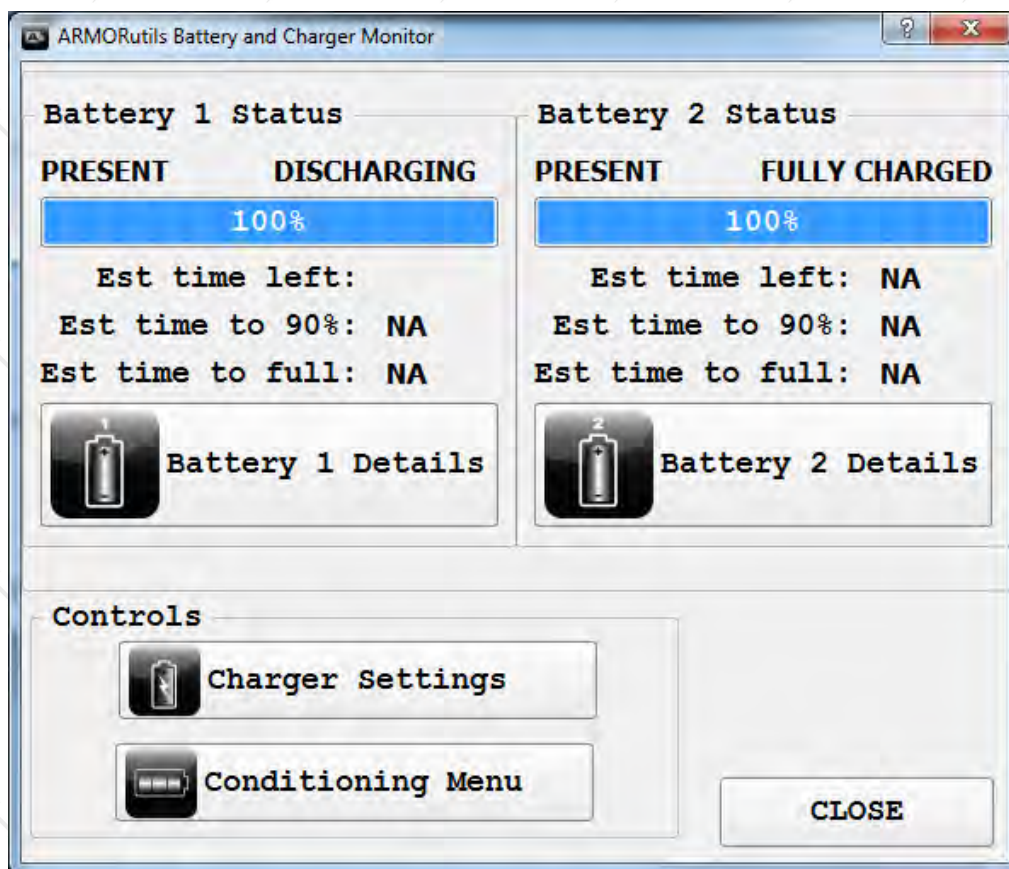 ARMORutils Battery and Charger Monitor
Battery 1 Status
PRESENT DISCHARGING
100%
Est time left:
Est time to 90%: NA
Est time to full: NA
1
Battery 1 Details
Battery 2 Status
PRESENT FULLY CHARGED
100%
Est time left: NA
Est time to 90%: NA
Est time to full: NA
2
Battery 2 Details
Controls
Charger Settings
Conditioning Menu
CLOSE